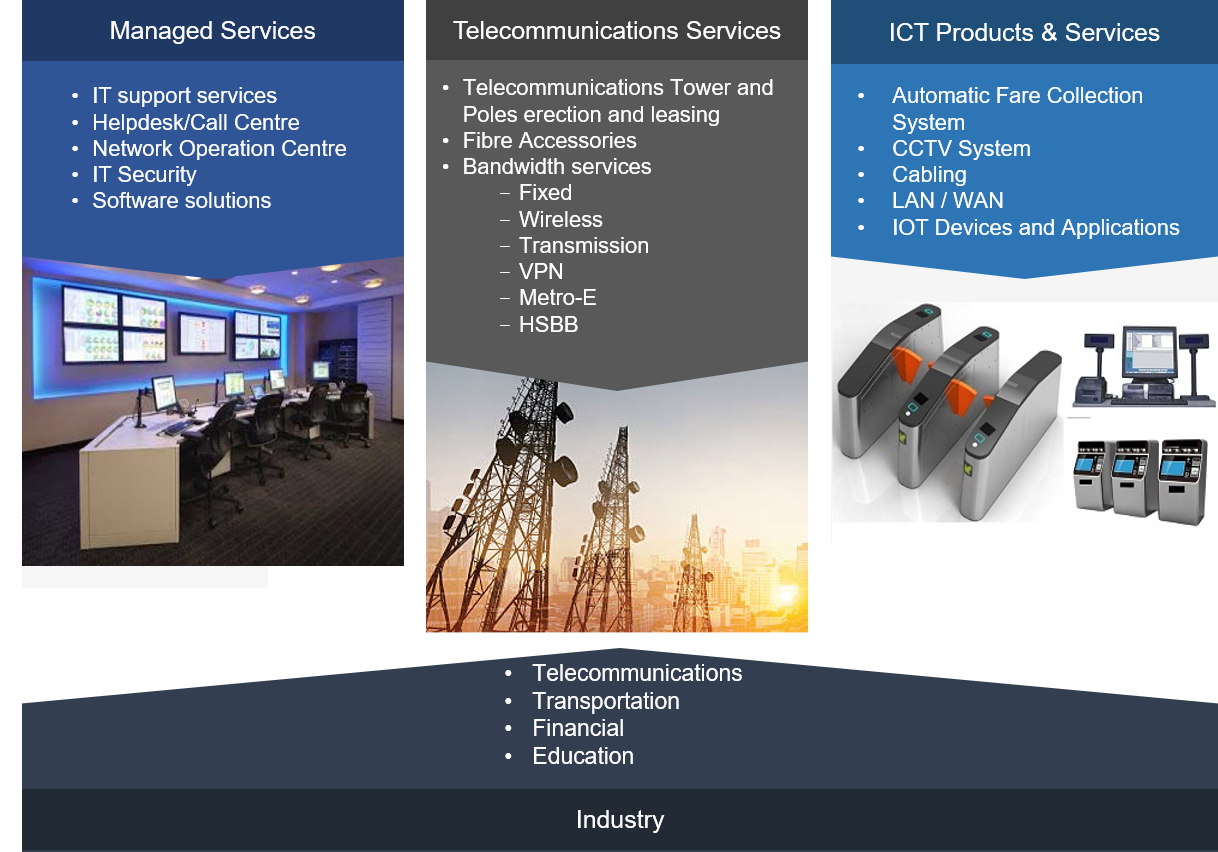 Managed Services
• IT support services
• Helpdesk/Call Centre
• Network Operation Centre
• IT Security
• Software solutions
Telecommunications Services
• Telecommunications Tower and
Poles erection and leasing
• Fibre Accessories
• Bandwidth services
– Fixed
– Wireless
– Transmission
– VPN
– Metro-E
– HSBB
ICT Products & Services
• Automatic Fare Collection
System
• CCTV System
• Cabling
• LAN / WAN
• IOT Devices and Applications
• Telecommunications
• Transportation
• Financial
• Education
Industry